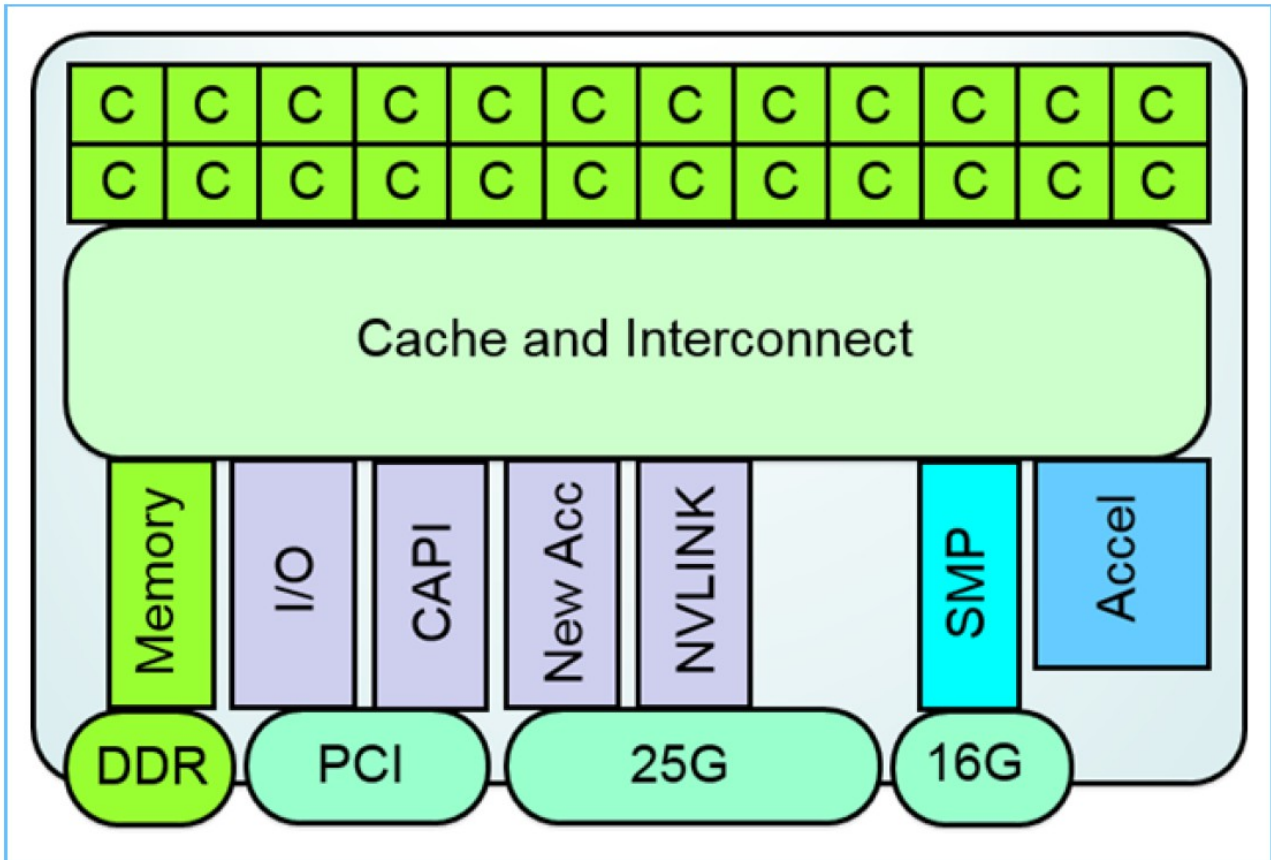 C C C C C C C C C C C C
C C C C C C C C C C C C
Cache and Interconnect
Memory
I/O
CAPI
New Acc
NVLINK
SMP
Accel
DDR
PCI
25G
16G